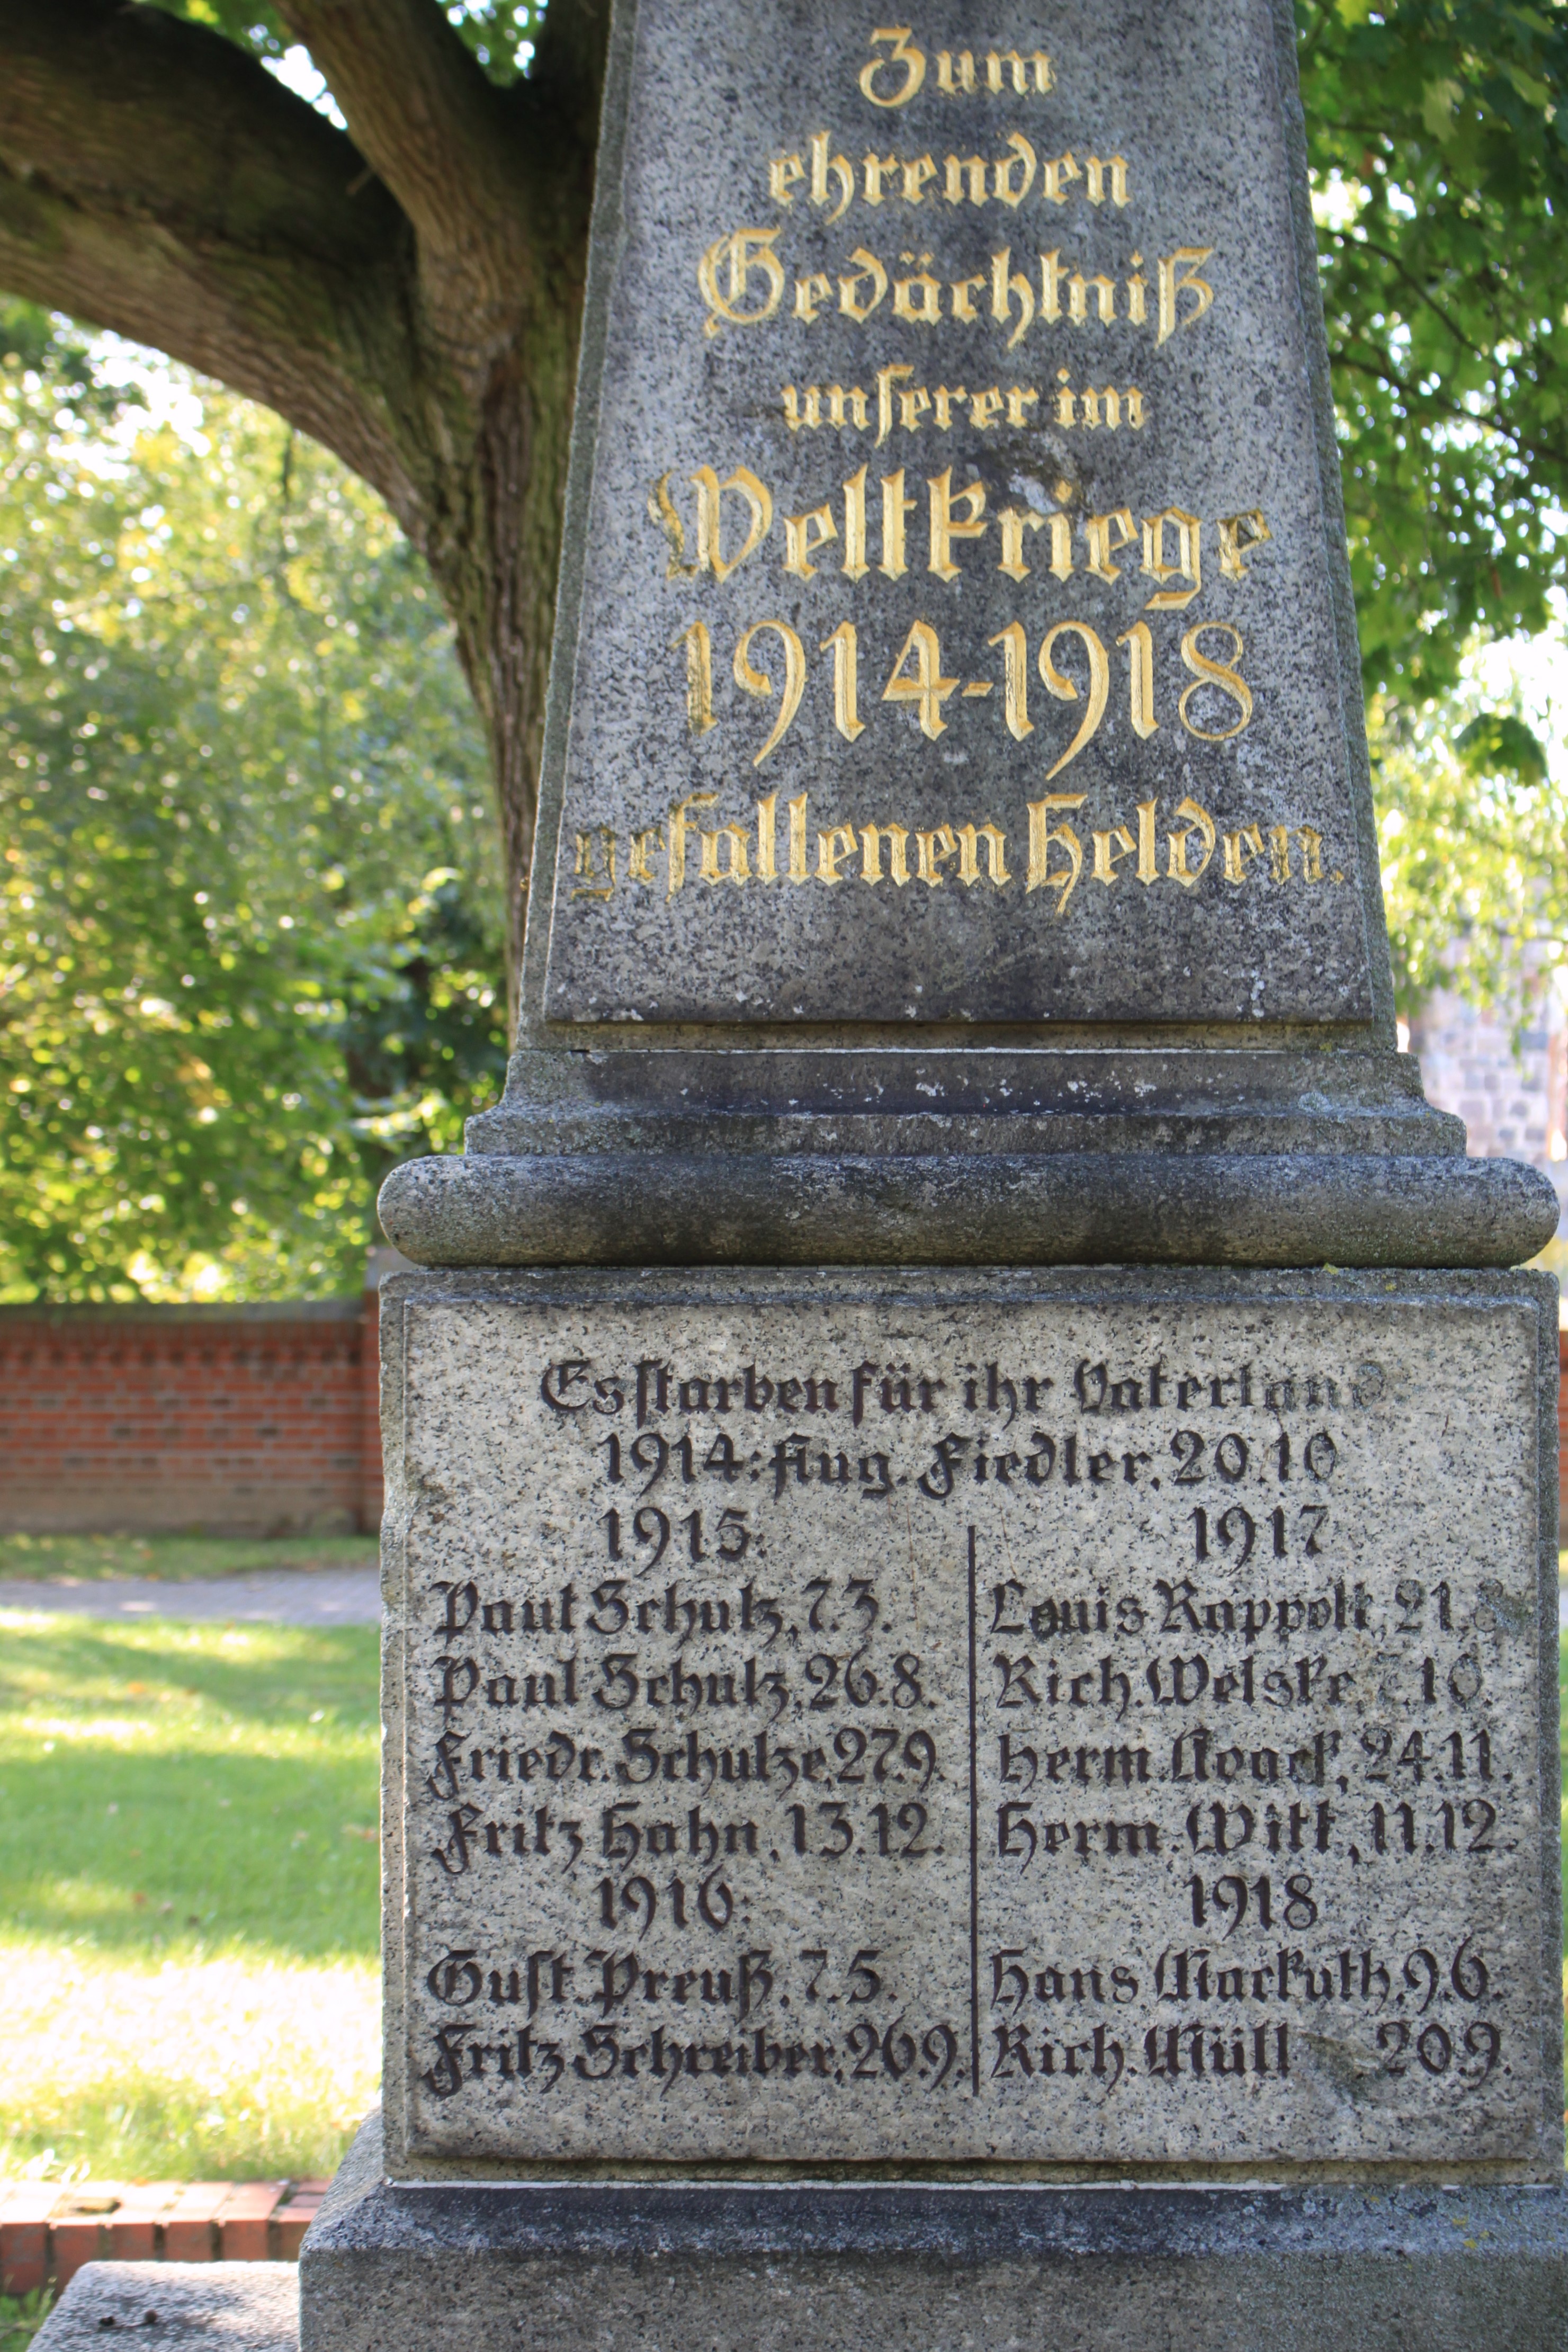 Zum
ehrenden
Gedächtniß
unserer im
Weltkriege
1914-1918
gefallenen Helden.
Es starben für ihr Vaterland
1914: Aug. Fiedler, 20.10
1915:
Paul Schulz, 7.3.
Paul Schulz, 26.8.
Friedr. Schulze, 27.9.
Fritz Hahn, 13.12.
1916:
Gust. Preuß, 7.5.
Fritz Schreiber, 26.9.
1917
Louis Rappolt, 21.8
Rich. Welske,
Herm. Noack, 24.11.
Herm. Witt, 11.12.
1918
Hans Markuth, 9.6.
Rich. Müll 20.9.